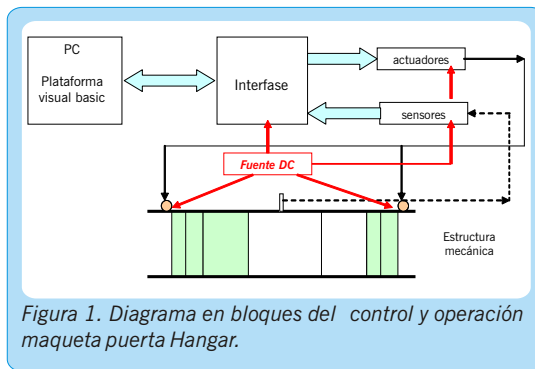 PC
Plataforma
visual basic
Interfase
actuadores
sensores
Fuente DC
Estructura
mecánica
Figura 1. Diagrama en bloques del control y operación
maqueta puerta Hangar.